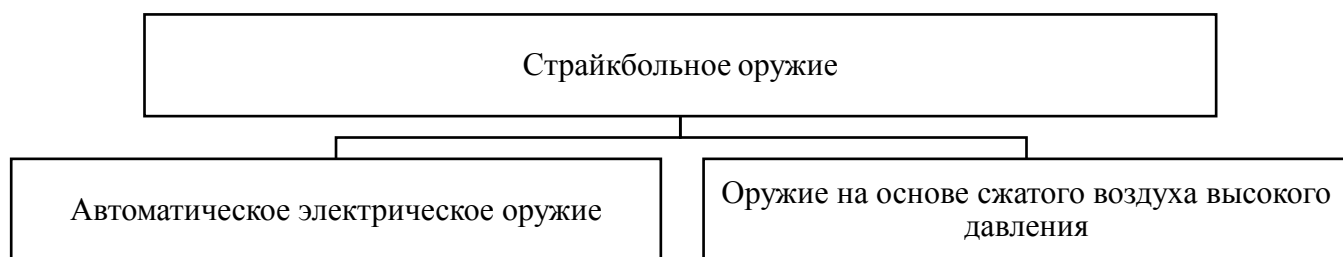 Страйкбольное оружие
Автоматическое электрическое оружие
Оружие на основе сжатого воздуха высокого
давления